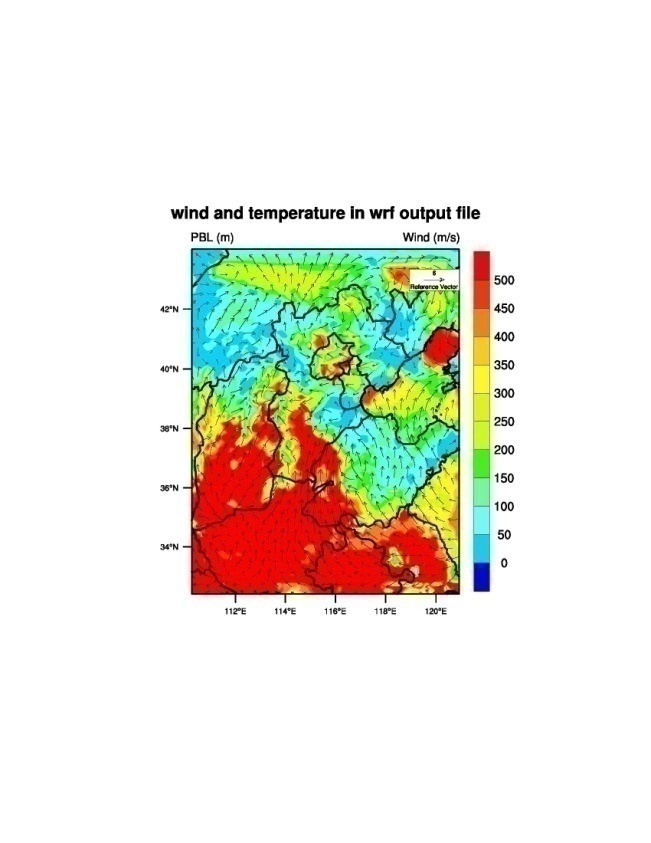 wind and temperature in wrf output file
PBL (m) Wind (m/s)
5
Reference Vector
42°N
40°N
38°N
36°N
34°N
112°E 114°E 116°E 118°E 120°E
500
450
400
350
300
250
200
150
100
50
0